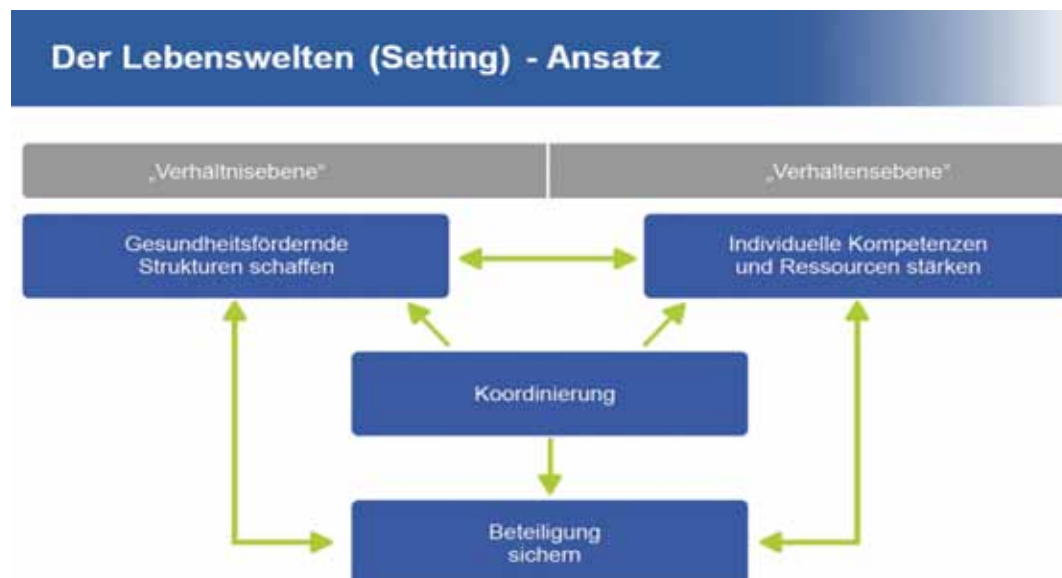 Der Lebenswelten (Setting) - Ansatz
„Verhältnisebene“
„Verhaltensebene“
Gesundheitsfördernde
Strukturen schaffen
Individuelle Kompetenzen
und Ressourcen stärken
Koordinierung
Beteiligung
sichern